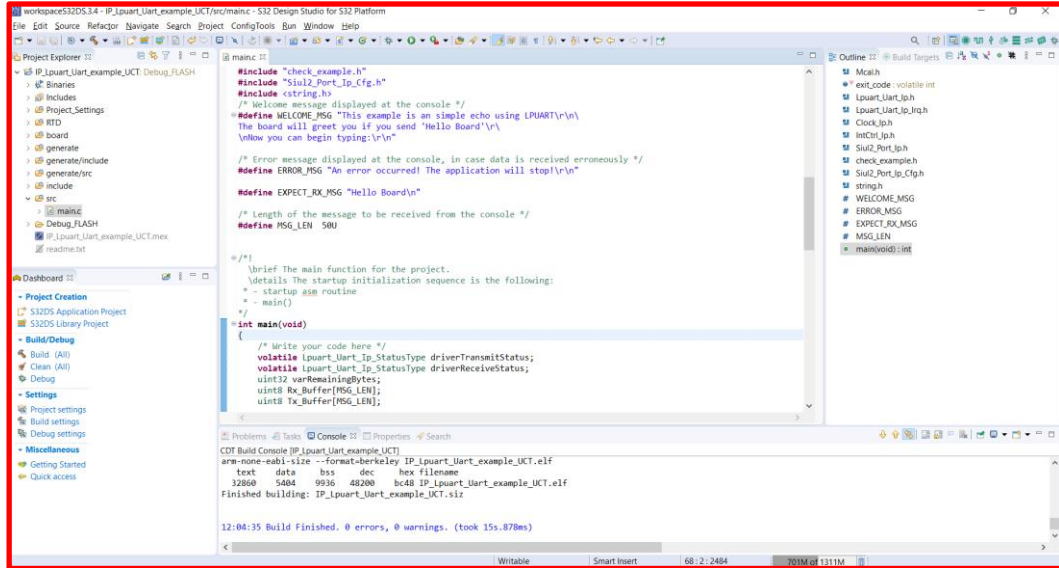 workspaceS32DS.3.4 - IP_Lpuart_Uart_example_UCT/src/main.c - S32 Design Studio for S32 Platform
File Edit Source Refactor Navigate Search Project ConfigTools Run Window Help
Project Explorer
IP_Lpuart_Uart_example_UCT: Debug_FLASH
Binaries
Includes
Project_Settings
RTD
board
generate
generate/include
generate/src
include
src
main.c
Debug_FLASH
IP_Lpuart_Uart_example_UCT.mex
readme.txt
Dashboard
Project Creation
S32DS Application Project
S32DS Library Project
Build/Debug
Build (All)
Clean (All)
Debug
Settings
Project settings
Build settings
Debug settings
Miscellaneous
Getting Started
Quick access
main.c
#include "check_example.h"
#include "Siul2_Port_Ip_Cfg.h"
#include <string.h>
/* Welcome message displayed at the console */
#define WELCOME_MSG "This example is an simple echo using LPUART\r\n\
The board will greet you if you send 'Hello Board'\r\
\nNow you can begin typing:\r\n"
/* Error message displayed at the console, in case data is received erroneously */
#define ERROR_MSG "An error occurred! The application will stop!\r\n"
#define EXPECT_RX_MSG "Hello Board\n"
/* Length of the message to be received from the console */
#define MSG_LEN 50U
/*!
\brief The main function for the project.
\details The startup initialization sequence is the following:
* - startup asm routine
* - main()
*/
int main(void)
{
/* Write your code here */
volatile Lpuart_Uart_Ip_StatusType driverTransmitStatus;
volatile Lpuart_Uart_Ip_StatusType driverReceiveStatus;
uint32 varRemainingBytes;
uint8 Rx_Buffer[MSG_LEN];
uint8 Tx_Buffer[MSG_LEN];
Problems Tasks Console Properties Search
CDT Build Console [IP_Lpuart_Uart_example_UCT]
arm-none-eabi-size --format=berkeley IP_Lpuart_Uart_example_UCT.elf
text data bss dec hex filename
32860 5404 9936 48200 bc48 IP_Lpuart_Uart_example_UCT.elf
Finished building: IP_Lpuart_Uart_example_UCT.siz
12:04:35 Build Finished. 0 errors, 0 warnings. (took 15s.878ms)
Outline Build Targets
Mcal.h
exit_code : volatile int
Lpuart_Uart_Ip.h
Lpuart_Uart_Ip_Irq.h
Clock_Ip.h
IntCtrl_Ip.h
Siul2_Port_Ip.h
check_example.h
Siul2_Port_Ip_Cfg.h
string.h
WELCOME_MSG
ERROR_MSG
EXPECT_RX_MSG
MSG_LEN
main(void) : int
Writable Smart Insert 68 : 2 : 2484 701M of 1311M